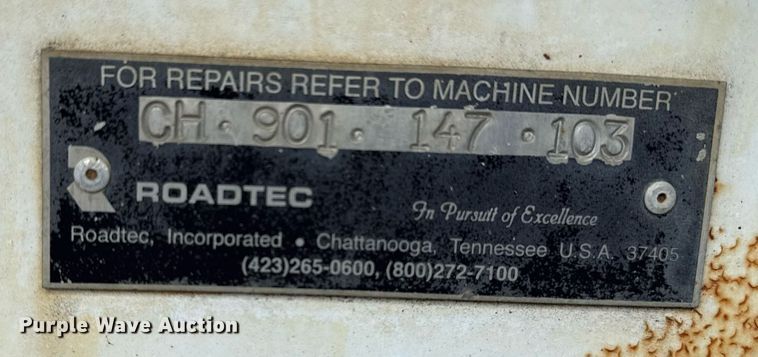 FOR REPAIRS REFER TO MACHINE NUMBER
CH • 901 • 147 • 103
ROADTEC
In Pursuit of Excellence
Roadtec, Incorporated • Chattanooga, Tennessee U.S.A. 37405
(423)265-0600, (800)272-7100
Purple Wave Auction